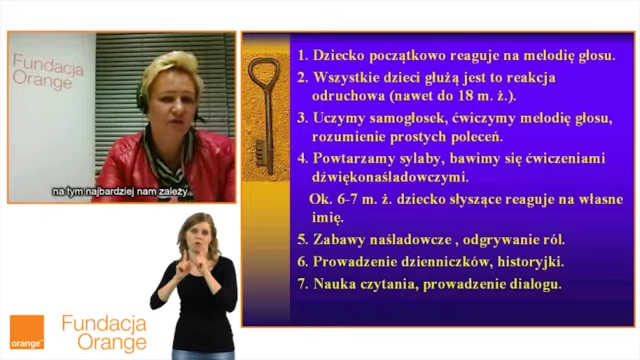 Fundacja
Orange
na tym najbardziej nam zależy.
1. Dziecko początkowo reaguje na melodię głosu.
2. Wszystkie dzieci głużą jest to reakcja
odruchowa (nawet do 18 m. ż.).
3. Uczymy samogłosek, ćwiczymy melodię głosu,
rozumienie prostych poleceń.
4. Powtarzamy sylaby, bawimy się ćwiczeniami
dźwiękonaśladowczymi.
Ok. 6-7 m. ż. dziecko słyszące reaguje na własne
imię.
5. Zabawy naśladowcze , odgrywanie ról.
6. Prowadzenie dzienniczków, historyjki.
7. Nauka czytania, prowadzenie dialogu.
orange™
Fundacja
Orange